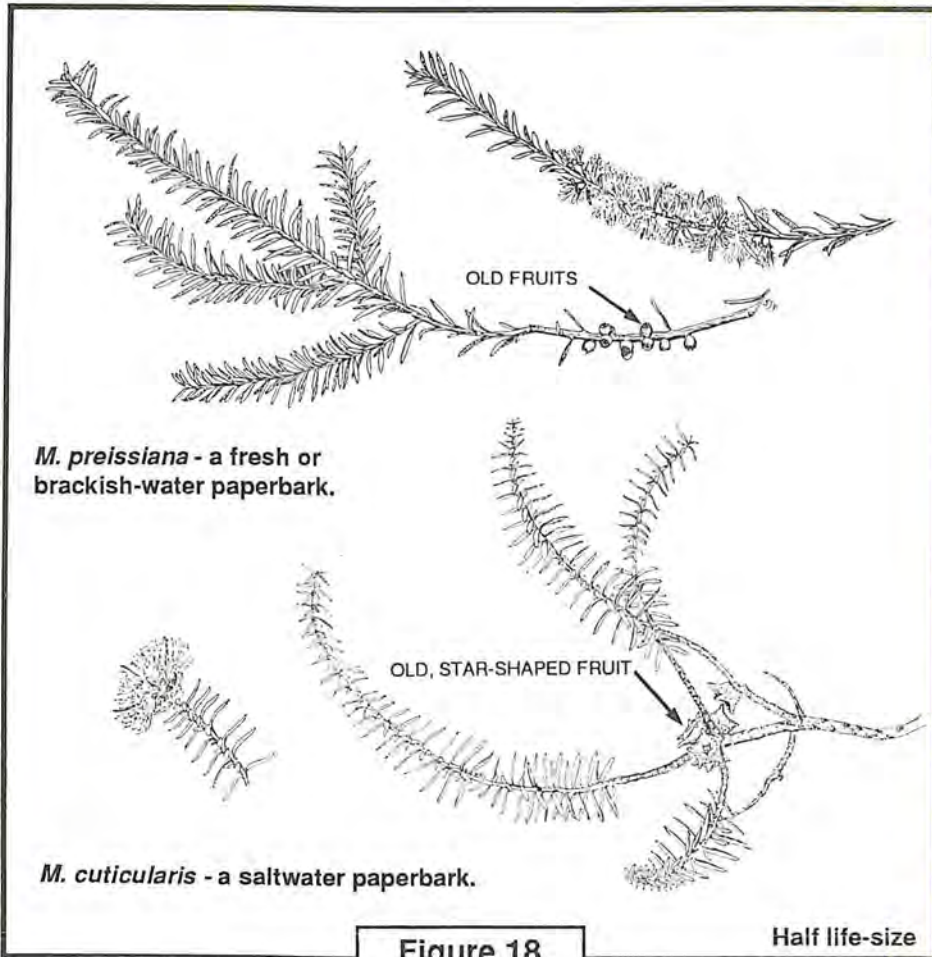 OLD FRUITS
M. preissiana - a fresh or
brackish-water paperbark.
OLD, STAR-SHAPED FRUIT
M. cuticularis - a saltwater paperbark.
Figure 18
Half life-size